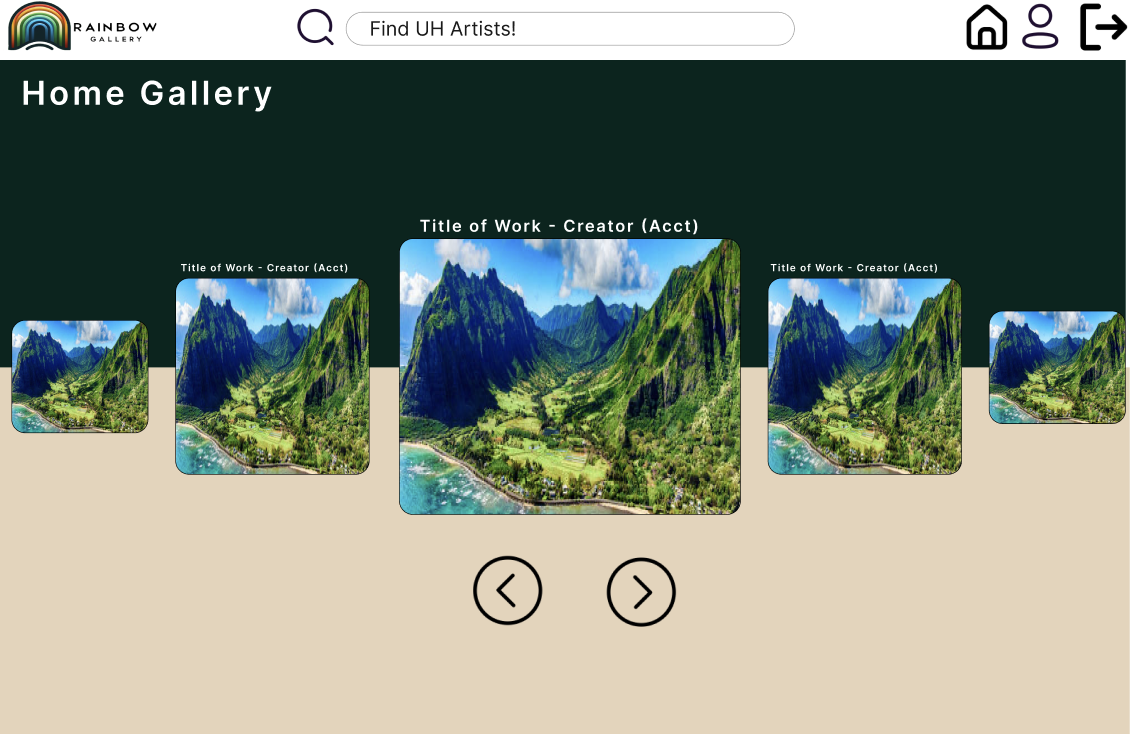 RAINBOW
GALLERY
Find UH Artists!
Home Gallery
Title of Work - Creator (Acct)
Title of Work - Creator (Acct)
Title of Work - Creator (Acct)